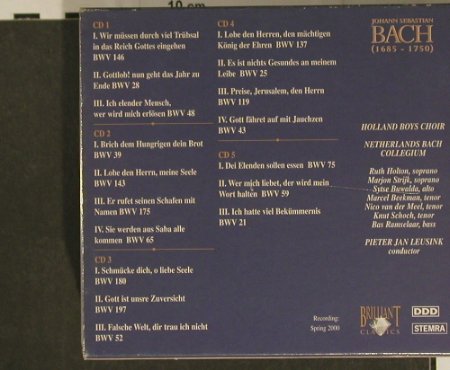 10 cm
CD 1
I. Wir müssen durch viel Trübsal
in das Reich Gottes eingehen
BWV 146
II. Gottlob! nun geht das Jahr zu
Ende BWV 28
III. Ich elender Mensch,
wer wird mich erlösen BWV 48
CD 2
I. Brich dem Hungrigen dein Brot
BWV 39
II. Lobe den Herrn, meine Seele
BWV 143
III. Er rufet seinen Schafen mit
Namen BWV 175
IV. Sie werden aus Saba alle
kommen BWV 65
CD 3
I. Schmücke dich, o liebe Seele
BWV 180
II. Gott ist unsre Zuversicht
BWV 197
III. Falsche Welt, dir trau ich nicht
BWV 52
CD 4
I. Lobe den Herren, den mächtigen
König der Ehren BWV 137
II. Es ist nichts Gesundes an meinem
Leibe BWV 25
III. Preise, Jerusalem, den Herrn
BWV 119
IV. Gott fähret auf mit Jauchzen
BWV 43
CD 5
I. Dei Elenden sollen essen BWV 75
II. Wer mich liebet, der wird mein
Wort halten BWV 59
III. Ich hatte viel Bekümmernis
BWV 21
Recording:
Spring 2000
JOHANN SEBASTIAN
BACH
(1685 - 1750)
HOLLAND BOYS CHOIR
NETHERLANDS BACH
COLLEGIUM
Ruth Holton, soprano
Marjon Strijk, soprano
Sytse Buwalda, alto
Marcel Beekman, tenor
Nico van der Meel, tenor
Knut Schoch, tenor
Bas Ramselaar, bass
PIETER JAN LEUSINK
conductor
BRILLIANT
CLASSICS
DDD
STEMRA